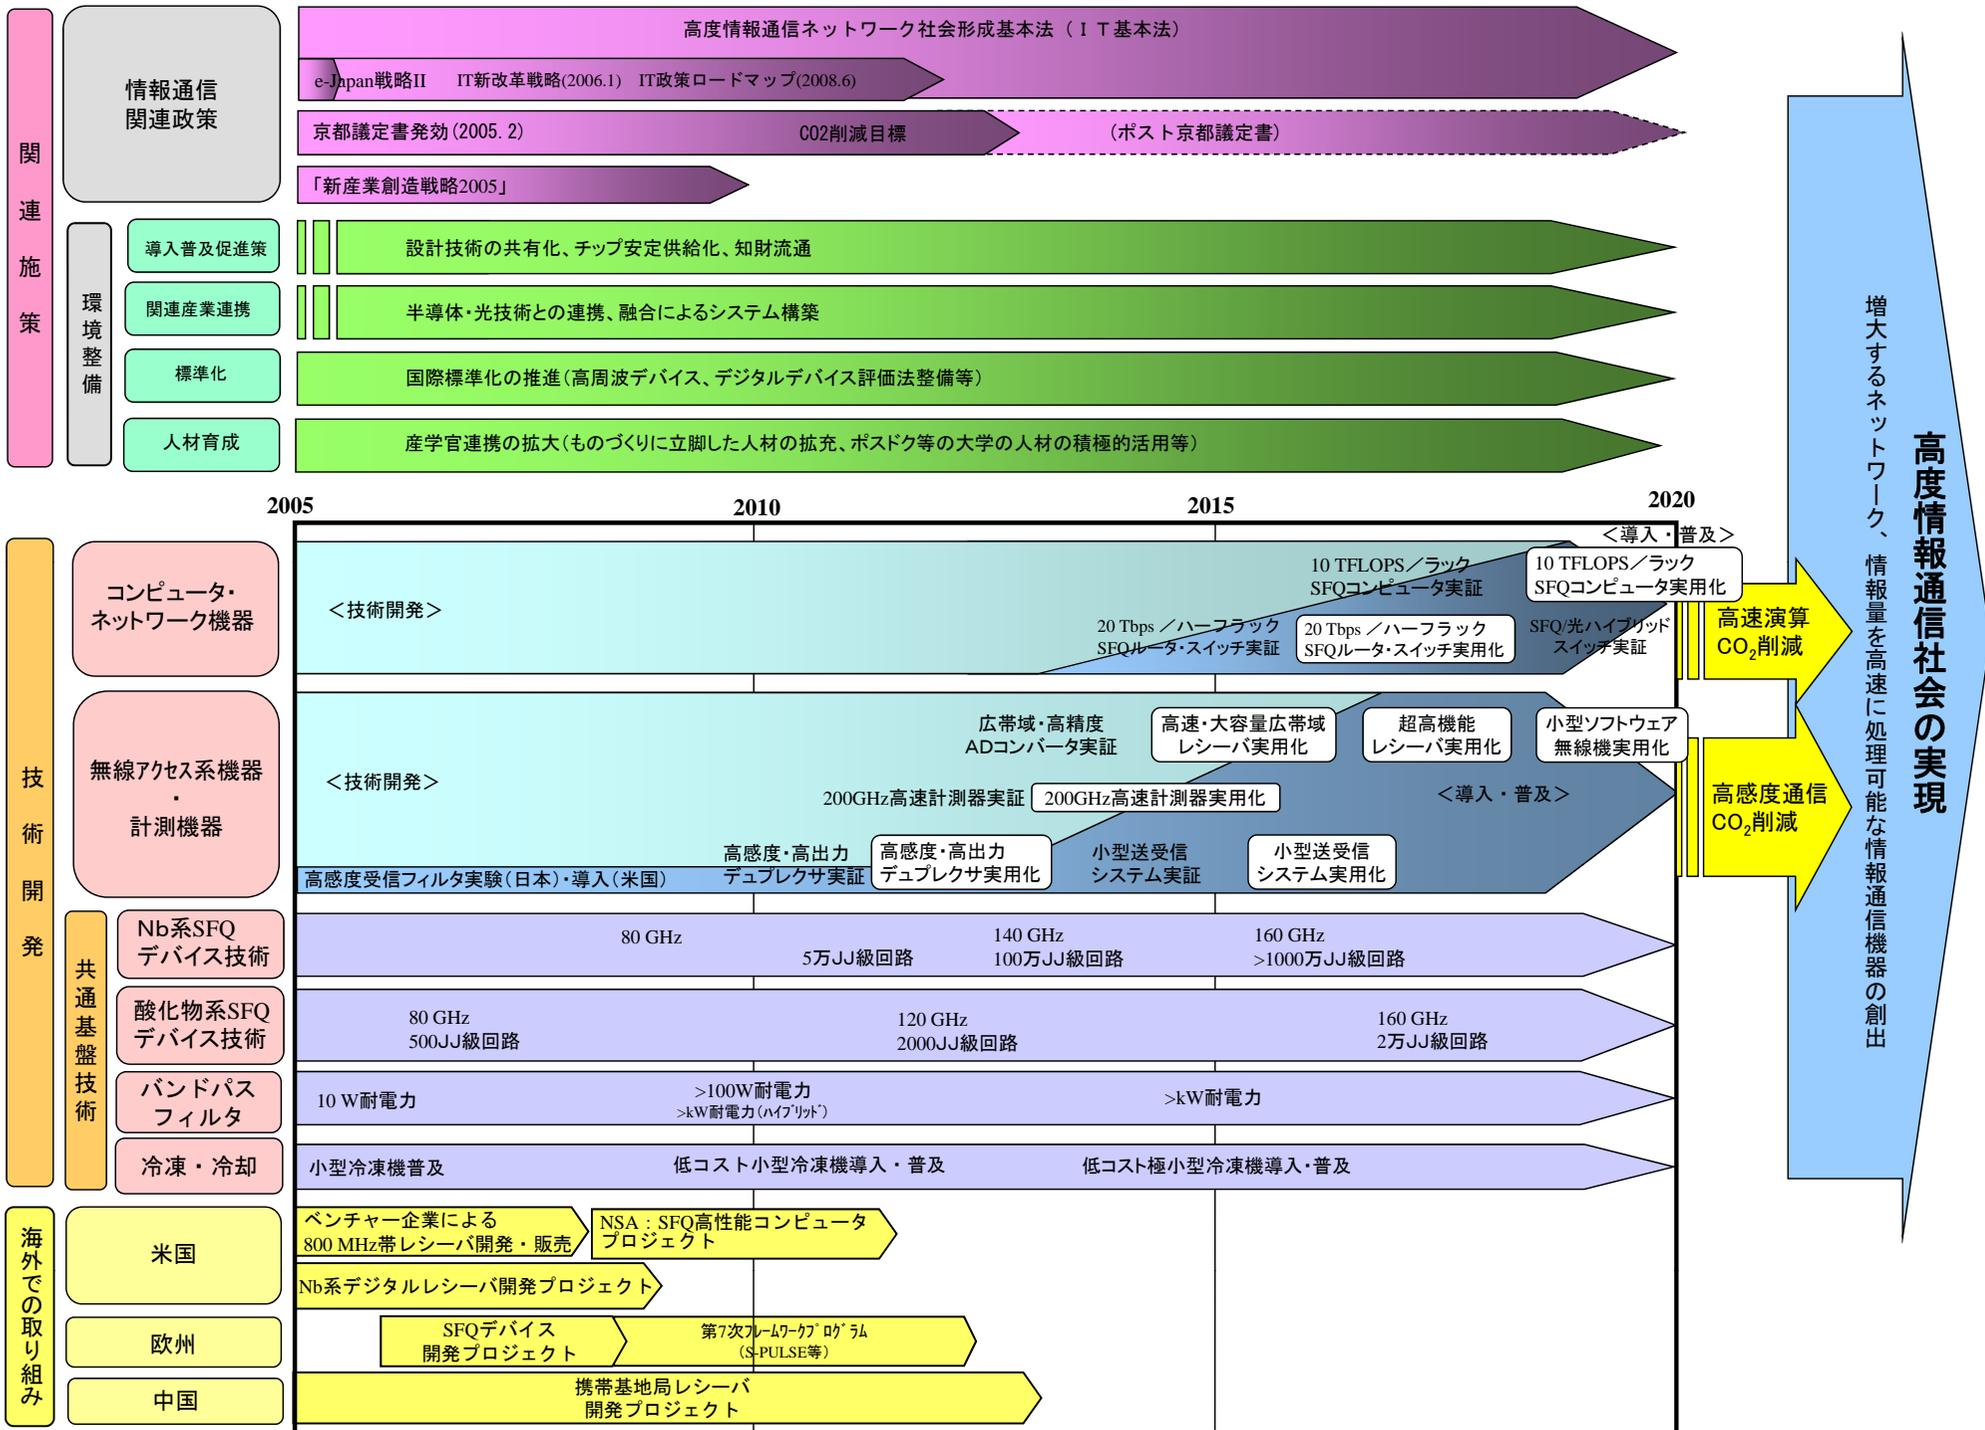 関連施策
情報通信
関連政策
高度情報通信ネットワーク社会形成基本法（ＩＴ基本法）
e-Japan戦略II　IT新改革戦略(2006.1)　IT政策ロードマップ(2008.6)
京都議定書発効(2005.2)　CO2削減目標　（ポスト京都議定書）
「新産業創造戦略2005」
環境整備
導入普及促進策
設計技術の共有化、チップ安定供給化、知財流通
関連産業連携
半導体・光技術との連携、融合によるシステム構築
標準化
国際標準化の推進（高周波デバイス、デジタルデバイス評価法整備等）
人材育成
産学官連携の拡大（ものづくりに立脚した人材の拡充、ポスドク等の大学の人材の積極的活用等）
2005　2010　2015　2020
技術開発
コンピュータ・
ネットワーク機器
＜技術開発＞
＜導入・普及＞
10 TFLOPS／ラック
SFQコンピュータ実証
10 TFLOPS／ラック
SFQコンピュータ実用化
20 Tbps ／ハーフラック
SFQルータ・スイッチ実証
20 Tbps ／ハーフラック
SFQルータ・スイッチ実用化
SFQ/光ハイブリッド
スイッチ実証
高速演算
CO2削減
無線アクセス系機器
・
計測機器
＜技術開発＞
広帯域・高精度
ADコンバータ実証
高速・大容量広帯域
レシーバ実用化
超高機能
レシーバ実用化
小型ソフトウェア
無線機実用化
200GHz高速計測器実証
200GHz高速計測器実用化
＜導入・普及＞
高感度・高出力
デュプレクサ実証
高感度・高出力
デュプレクサ実用化
小型送受信
システム実証
小型送受信
システム実用化
高感度受信フィルタ実験（日本）・導入（米国）
高感度通信
CO2削減
共通基盤技術
Nb系SFQ
デバイス技術
80 GHz
5万JJ級回路
140 GHz
100万JJ級回路
160 GHz
>1000万JJ級回路
酸化物系SFQ
デバイス技術
80 GHz
500JJ級回路
120 GHz
2000JJ級回路
160 GHz
2万JJ級回路
バンドパス
フィルタ
10 W耐電力
>100W耐電力
>kW耐電力（ﾊｲﾌﾞﾘｯﾄﾞ）
>kW耐電力
冷凍・冷却
小型冷凍機普及
低コスト小型冷凍機導入・普及
低コスト極小型冷凍機導入・普及
海外での取り組み
米国
ベンチャー企業による
800 MHz帯レシーバ開発・販売
NSA：SFQ高性能コンピュータ
プロジェクト
Nb系デジタルレシーバ開発プロジェクト
欧州
SFQデバイス
開発プロジェクト
第7次ﾌﾚｰﾑﾜｰｸﾌﾟﾛｸﾞﾗﾑ
（S-PULSE等）
中国
携帯基地局レシーバ
開発プロジェクト
高度情報通信社会の実現
増大するネットワーク、情報量を高速に処理可能な情報通信機器の創出